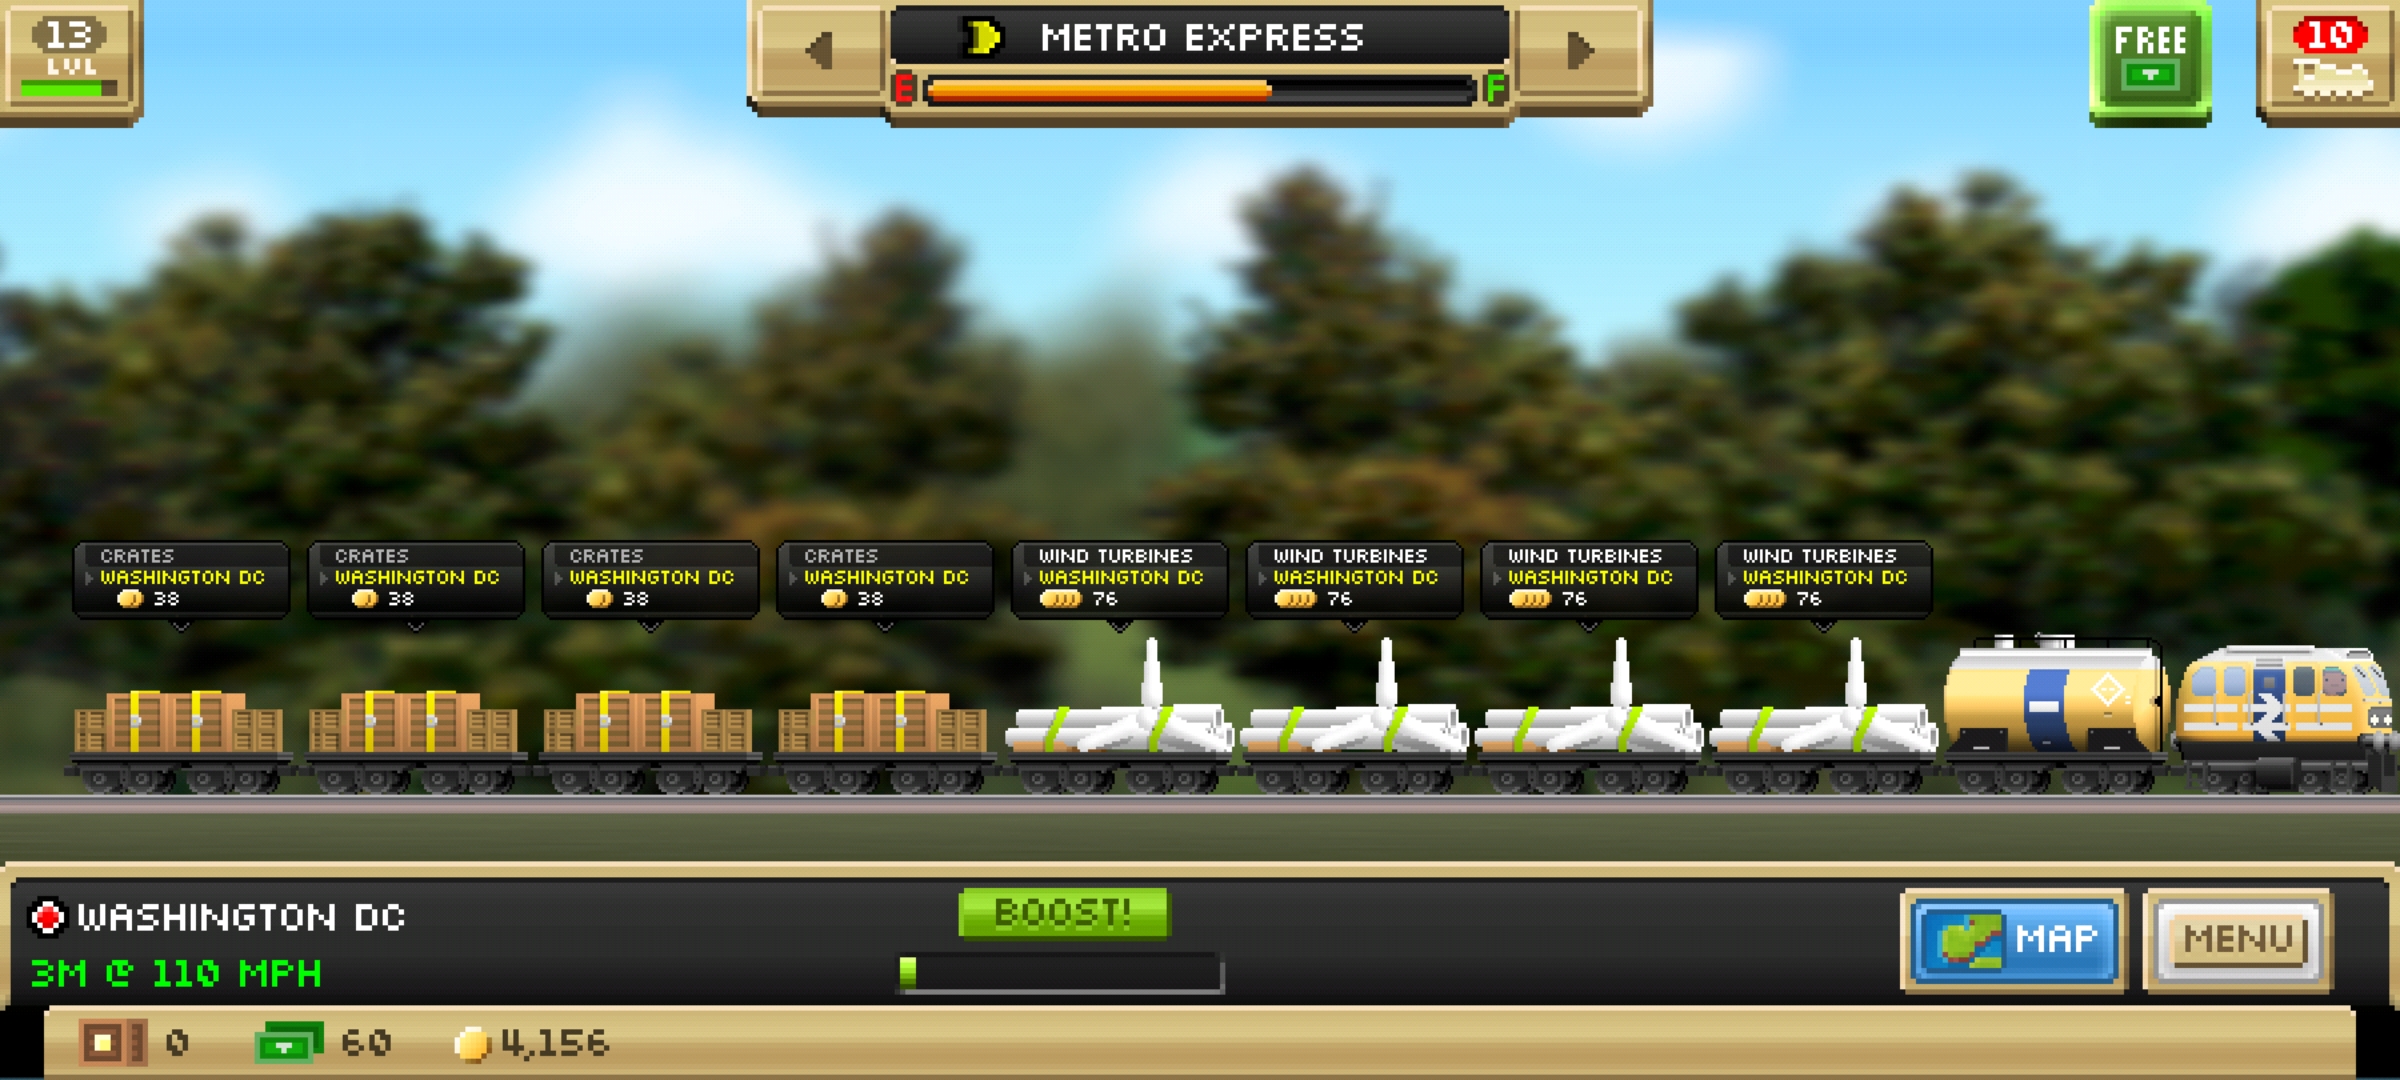 13
LVL
METRO EXPRESS
E F
FREE
10
CRATES
WASHINGTON DC
38
CRATES
WASHINGTON DC
38
CRATES
WASHINGTON DC
38
CRATES
WASHINGTON DC
38
WIND TURBINES
WASHINGTON DC
76
WIND TURBINES
WASHINGTON DC
76
WIND TURBINES
WASHINGTON DC
76
WIND TURBINES
WASHINGTON DC
76
WASHINGTON DC
3M @ 110 MPH
BOOST!
MAP
MENU
0 60 4,156